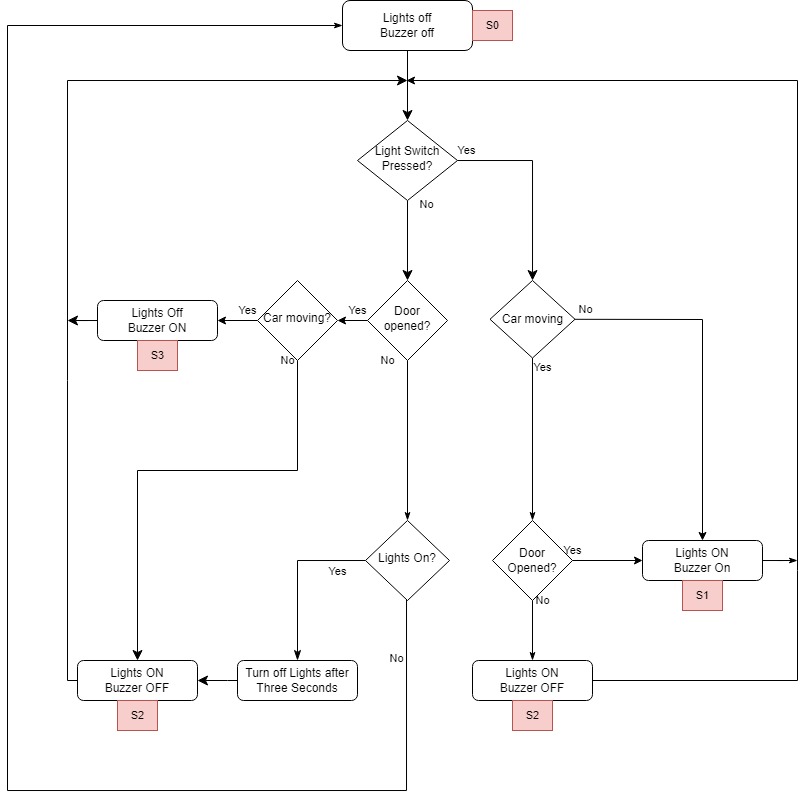 Lights off
Buzzer off
S0
Light Switch
Pressed?
Yes
No
Lights Off
Buzzer ON
S3
Yes
Car moving?
No
Yes
Door
opened?
No
Car moving
No
Yes
Lights On?
Yes
No
Door
Opened?
Yes
No
Lights ON
Buzzer On
S1
Lights ON
Buzzer OFF
S2
Turn off Lights after
Three Seconds
Lights ON
Buzzer OFF
S2